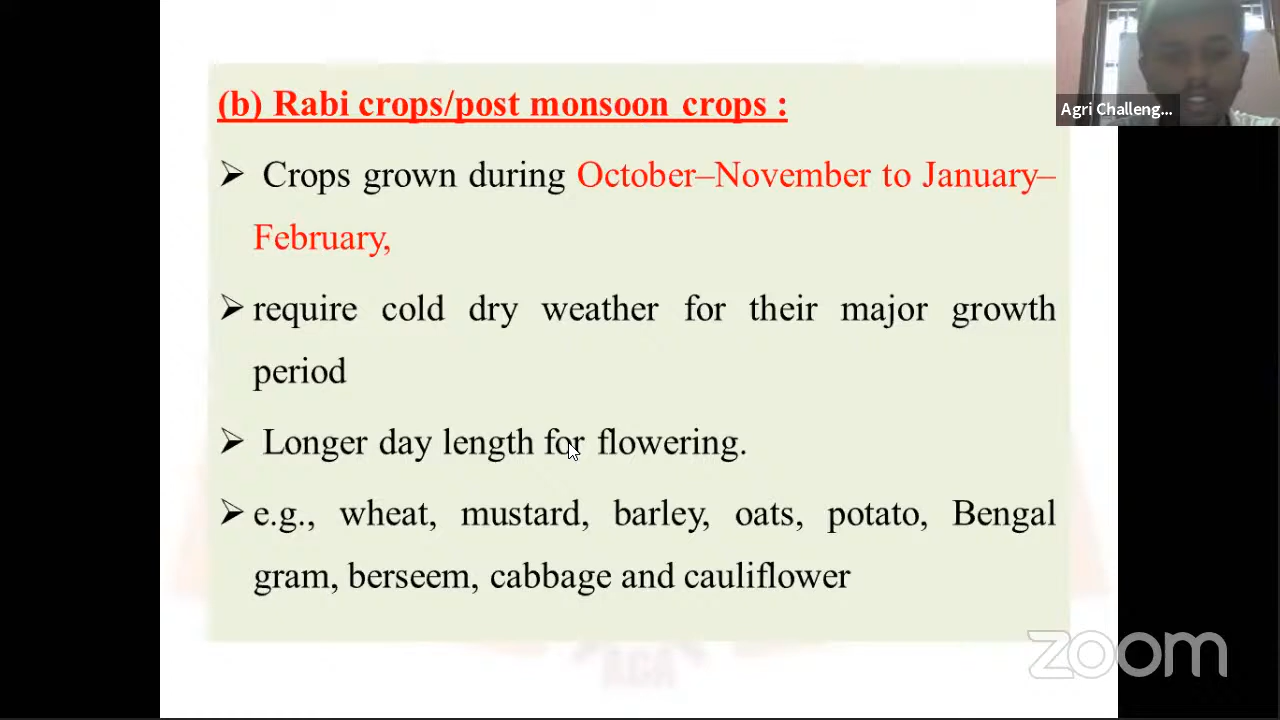 (b) Rabi crops/post monsoon crops :
Agri Challeng...
➢ Crops grown during October–November to January–
February,
➢ require cold dry weather for their major growth
period
➢ Longer day length for flowering.
➢ e.g., wheat, mustard, barley, oats, potato, Bengal
gram, berseem, cabbage and cauliflower
zoom
ACA